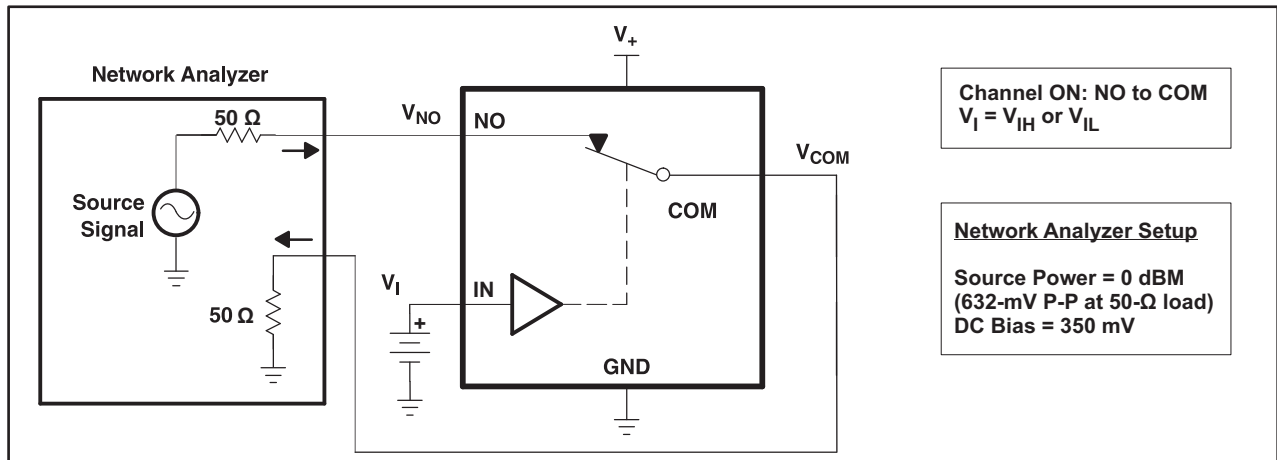 Network Analyzer
50 Ω
Source
Signal
50 Ω
V+
VNO
NO
VCOM
COM
VI
IN
+
GND
Channel ON: NO to COM
VI = VIH or VIL
Network Analyzer Setup
Source Power = 0 dBM
(632-mV P-P at 50-Ω load)
DC Bias = 350 mV